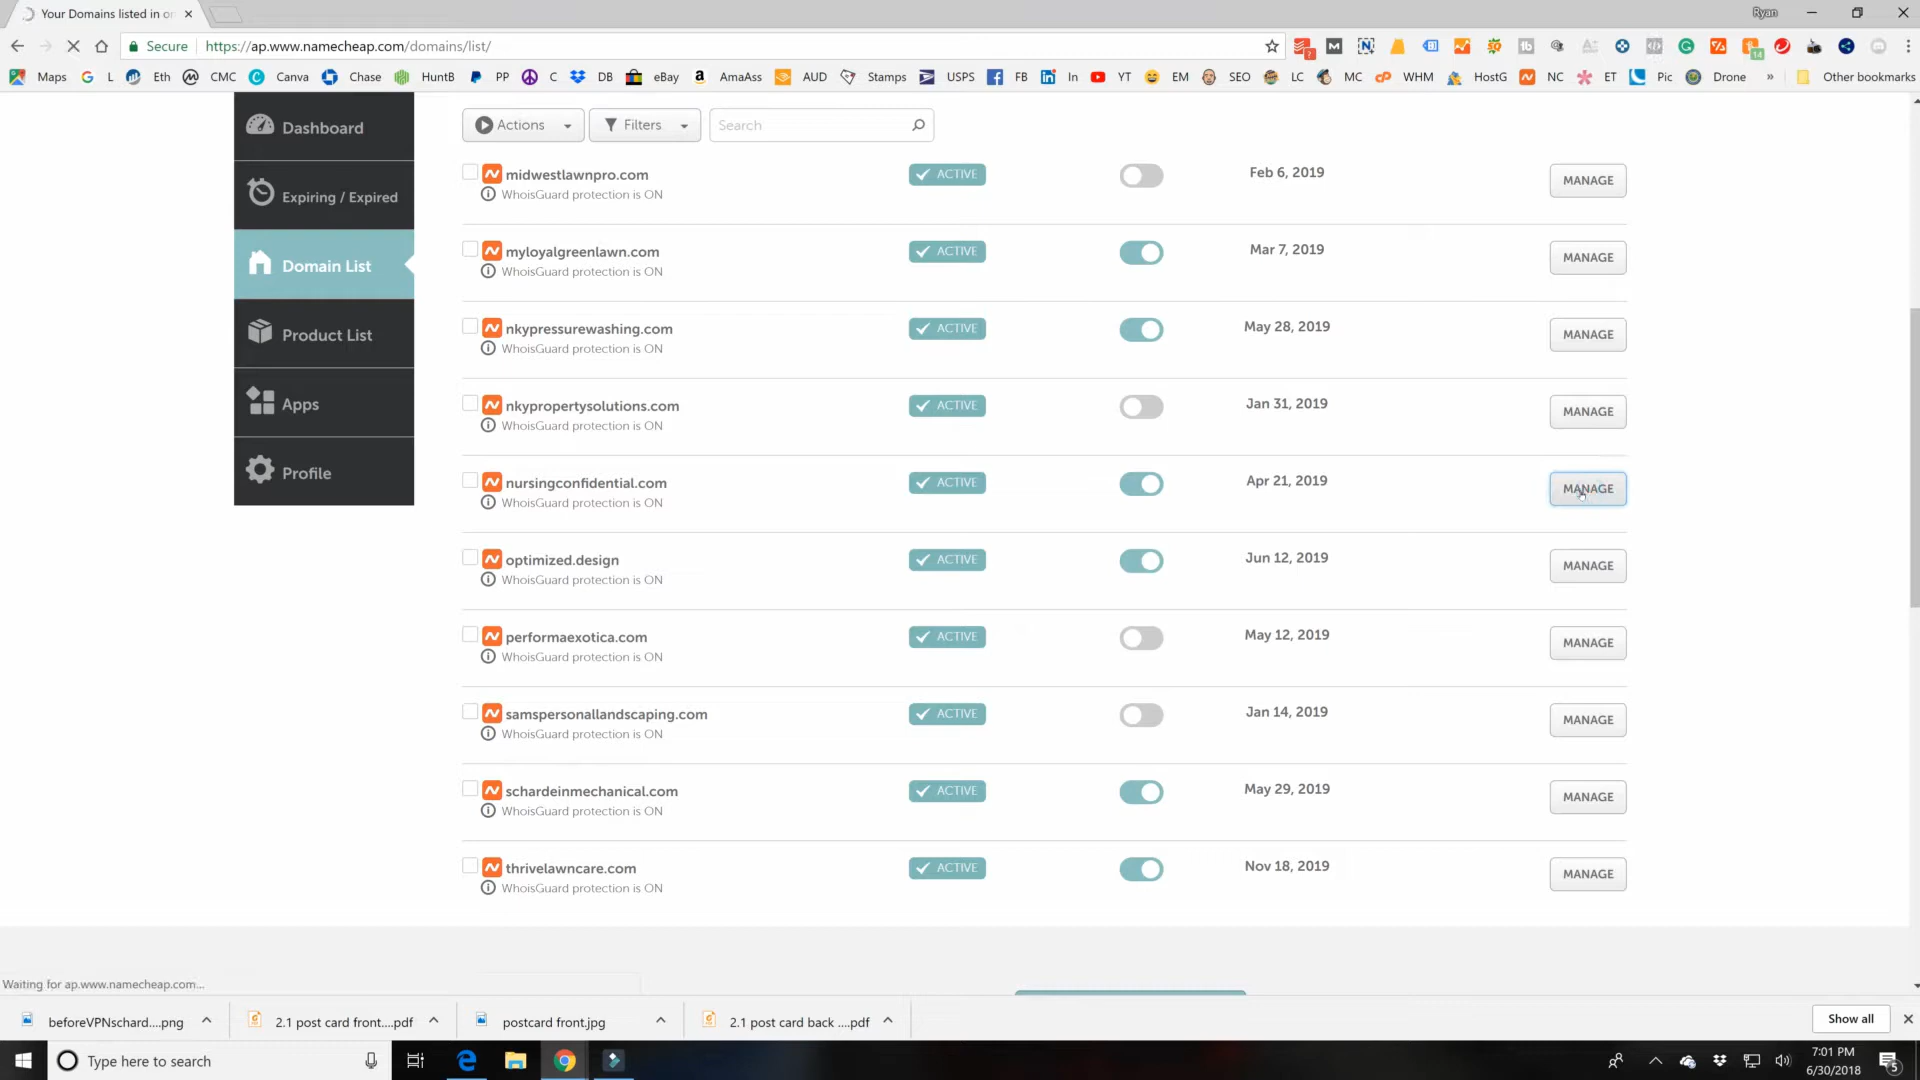 Your Domains listed in on
Ryan
Secure
https://ap.www.namecheap.com/domains/list/
Maps
L
Eth
CMC
Canva
Chase
HuntB
PP
C
DB
eBay
AmaAss
AUD
Stamps
USPS
FB
In
YT
EM
SEO
LC
MC
WHM
HostG
NC
ET
Pic
Drone
»
Other bookmarks
Dashboard
Expiring / Expired
Domain List
Product List
Apps
Profile
Actions
Filters
Search
midwestlawnpro.com ACTIVE Feb 6, 2019 MANAGE
WhoisGuard protection is ON
myloyalgreenlawn.com ACTIVE Mar 7, 2019 MANAGE
WhoisGuard protection is ON
nkypressurewashing.com ACTIVE May 28, 2019 MANAGE
WhoisGuard protection is ON
nkypropertysolutions.com ACTIVE Jan 31, 2019 MANAGE
WhoisGuard protection is ON
nursingconfidential.com ACTIVE Apr 21, 2019 MANAGE
WhoisGuard protection is ON
optimized.design ACTIVE Jun 12, 2019 MANAGE
WhoisGuard protection is ON
performaexotica.com ACTIVE May 12, 2019 MANAGE
WhoisGuard protection is ON
samspersonallandscaping.com ACTIVE Jan 14, 2019 MANAGE
WhoisGuard protection is ON
schardeinmechanical.com ACTIVE May 29, 2019 MANAGE
WhoisGuard protection is ON
thrivelawncare.com ACTIVE Nov 18, 2019 MANAGE
WhoisGuard protection is ON
Waiting for ap.www.namecheap.com...
beforeVPNschard....png
2.1 post card front....pdf
postcard front.jpg
2.1 post card back ....pdf
Show all
Type here to search
7:01 PM
6/30/2018
5